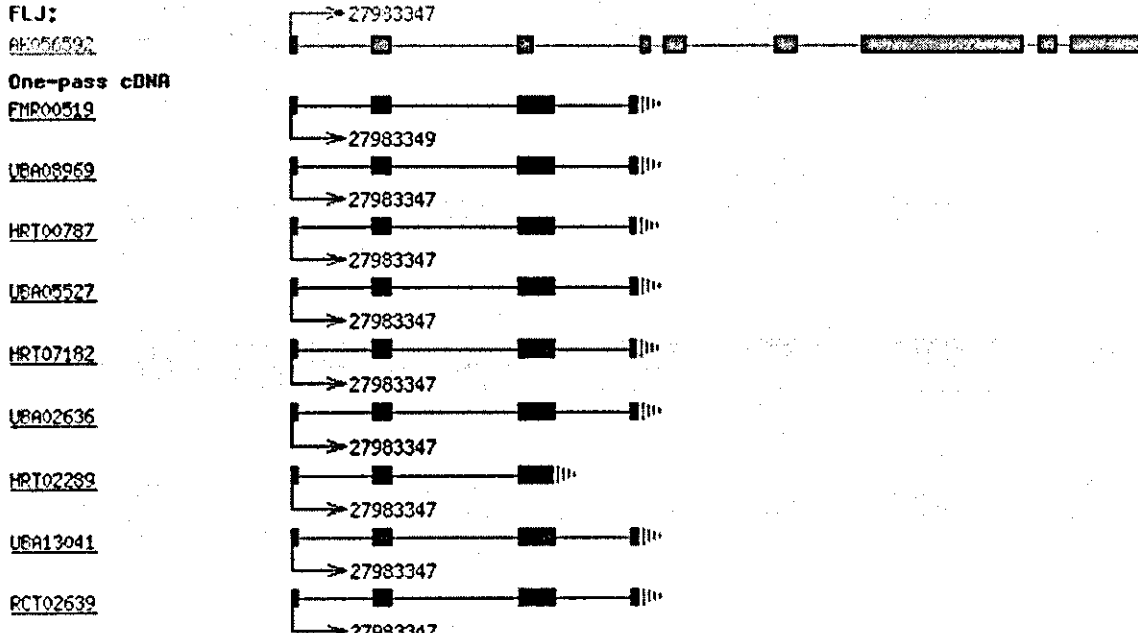 FLJ:
27983347
AK056592
One-pass cDNA
FMR00519
27983349
UBA08969
27983347
HRT00787
27983347
UBA05527
27983347
HRT07182
27983347
UBA02636
27983347
HRT02289
27983347
UBA13041
27983347
RCT02639
27983347